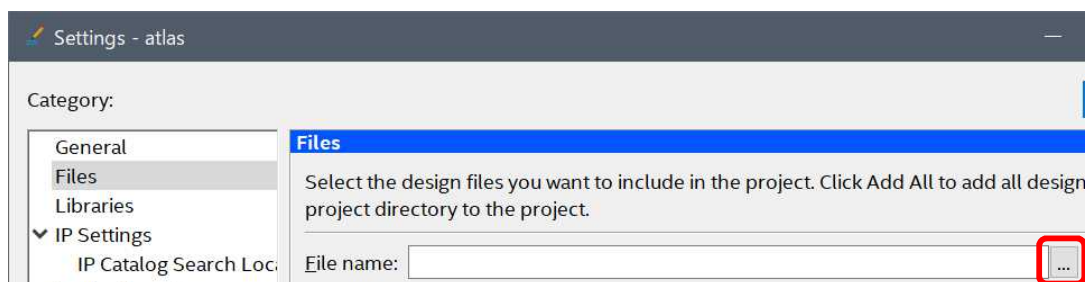 Settings - atlas
Category:
General
Files
Libraries
IP Settings
IP Catalog Search
Files
Select the design files you want to include in the project. Click Add All to add all design
project directory to the project.
File name:
...